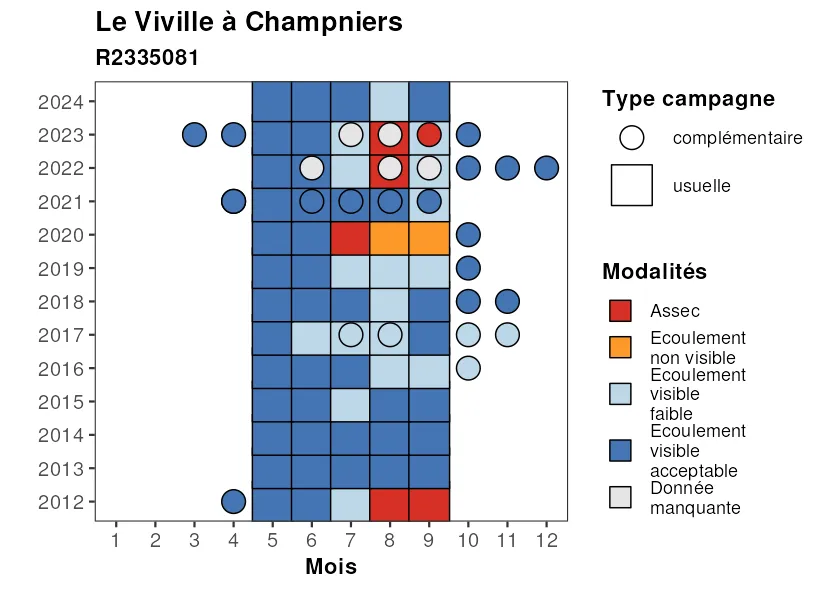 Le Viville à Champniers
R2335081
2024
2023
2022
2021
2020
2019
2018
2017
2016
2015
2014
2013
2012
1 2 3 4 5 6 7 8 9 10 11 12
Mois
Type campagne
complémentaire
usuelle
Modalités
Assec
Ecoulement
non visible
Ecoulement
visible
faible
Ecoulement
visible
acceptable
Donnée
manquante